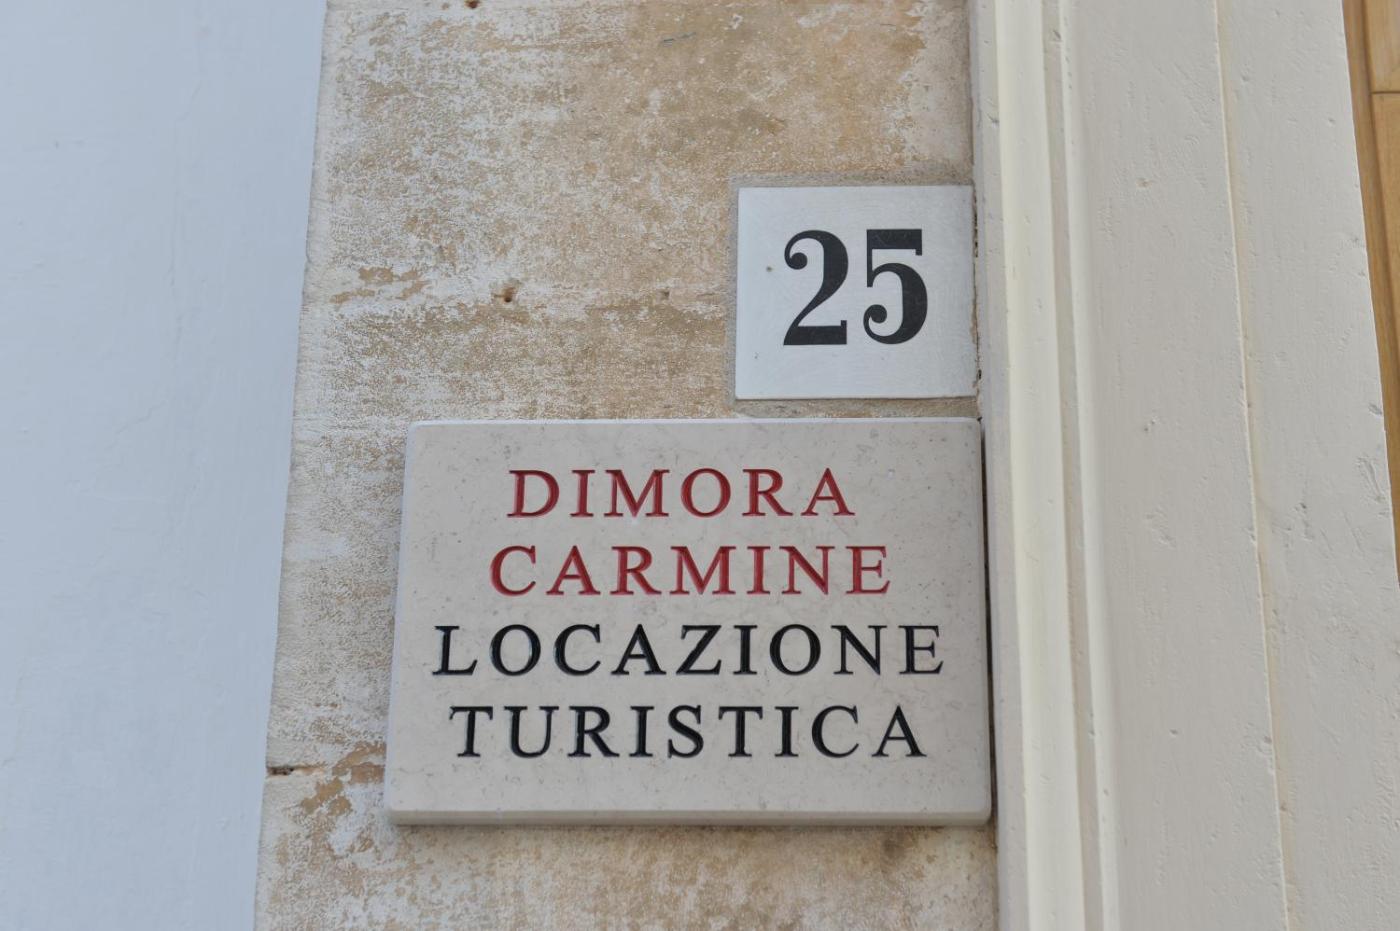 25
DIMORA
CARMINE
LOCAZIONE
TURISTICA